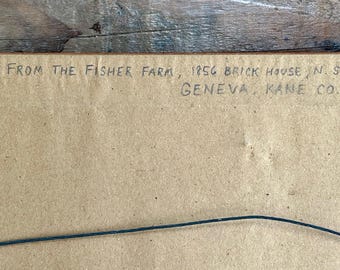 FROM THE FISHER FARM, 1856 BRICK HOUSE, N. S
GENEVA, KANE CO.